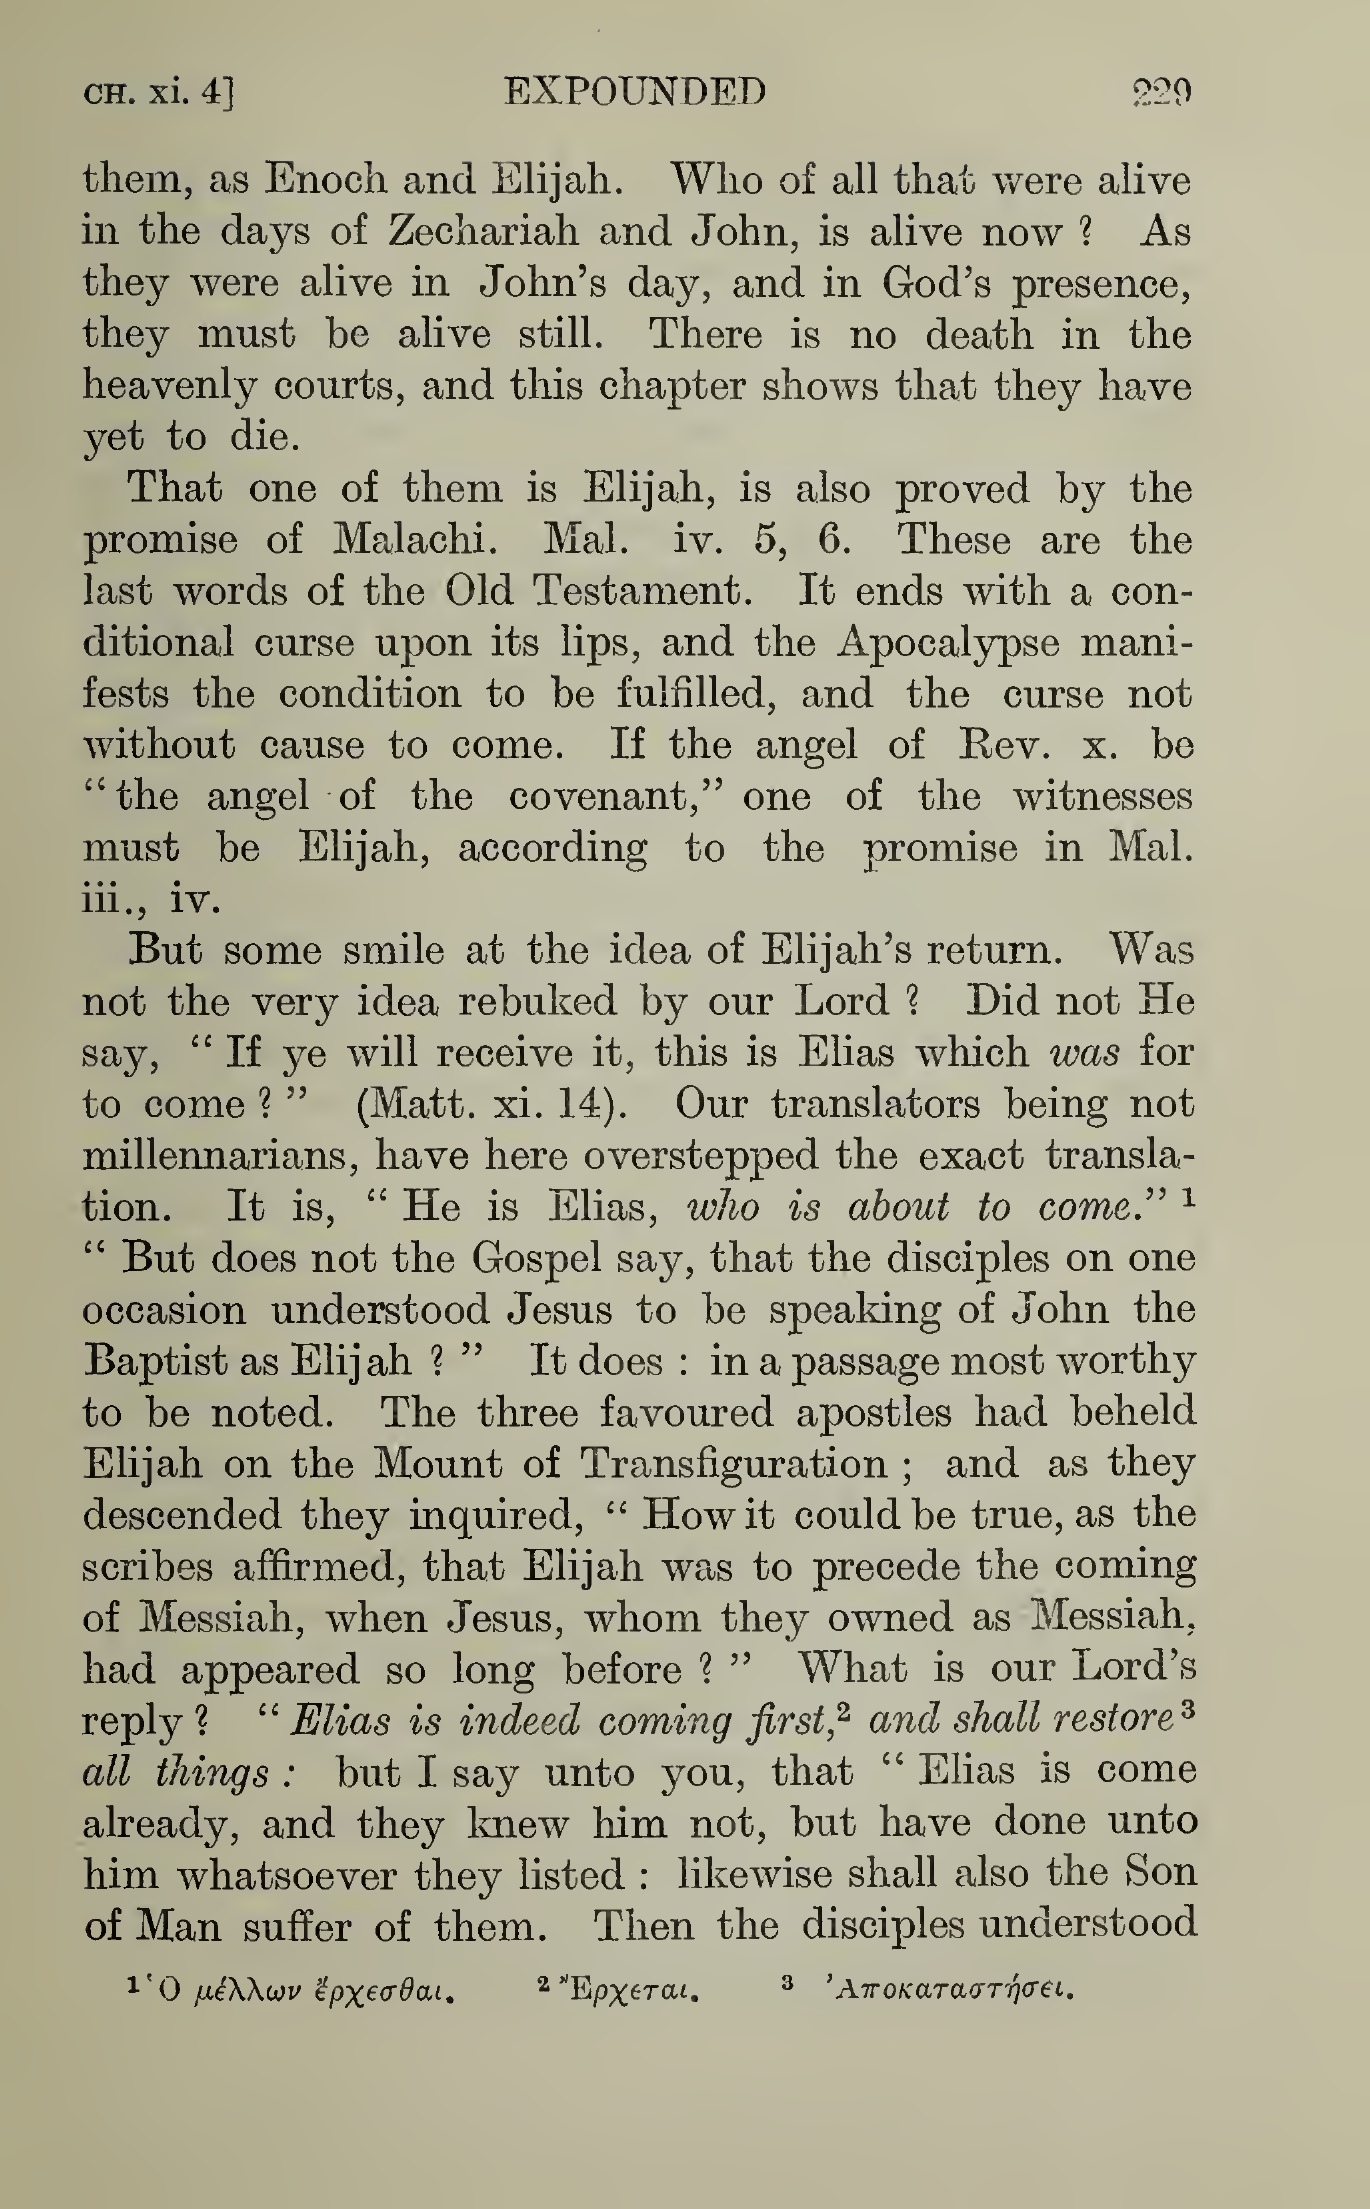 CH. xi. 4] EXPOUNDED 229
them, as Enoch and Elijah. Who of all that were alive
in the days of Zechariah and John, is alive now ? As
they were alive in John's day, and in God's presence,
they must be alive still. There is no death in the
heavenly courts, and this chapter shows that they have
yet to die.
That one of them is Elijah, is also proved by the
promise of Malachi. Mal. iv. 5, 6. These are the
last words of the Old Testament. It ends with a con-
ditional curse upon its lips, and the Apocalypse mani-
fests the condition to be fulfilled, and the curse not
without cause to come. If the angel of Rev. x. be
“the angel of the covenant,” one of the witnesses
must be Elijah, according to the promise in Mal.
iii., iv.
But some smile at the idea of Elijah's return. Was
not the very idea rebuked by our Lord ? Did not He
say, “ If ye will receive it, this is Elias which was for
to come ? ” (Matt. xi. 14). Our translators being not
millennarians, have here overstepped the exact transla-
tion. It is, “ He is Elias, who is about to come.” ¹
“ But does not the Gospel say, that the disciples on one
occasion understood Jesus to be speaking of John the
Baptist as Elijah ? ” It does : in a passage most worthy
to be noted. The three favoured apostles had beheld
Elijah on the Mount of Transfiguration ; and as they
descended they inquired, “ How it could be true, as the
scribes affirmed, that Elijah was to precede the coming
of Messiah, when Jesus, whom they owned as Messiah,
had appeared so long before ? ” What is our Lord's
reply ? “ Elias is indeed coming first,² and shall restore ³
all things : but I say unto you, that “ Elias is come
already, and they knew him not, but have done unto
him whatsoever they listed : likewise shall also the Son
of Man suffer of them. Then the disciples understood
¹ Ὁ μέλλων ἔρχεσθαι. ² Ἔρχεται. ³ Ἀποκαταστήσει.